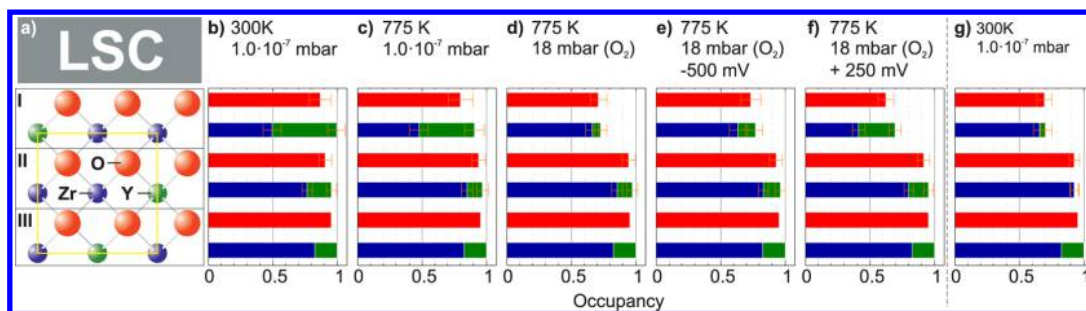 a)
LSC
I
II
O
Zr
Y
III
b) 300K
1.0·10⁻⁷ mbar
c) 775 K
1.0·10⁻⁷ mbar
d) 775 K
18 mbar (O₂)
e) 775 K
18 mbar (O₂)
-500 mV
f) 775 K
18 mbar (O₂)
+ 250 mV
g) 300K
1.0·10⁻⁷ mbar
0 0.5 1 0 0.5 1 0 0.5 1 0 0.5 1 0 0.5 1 0 0.5 1
Occupancy